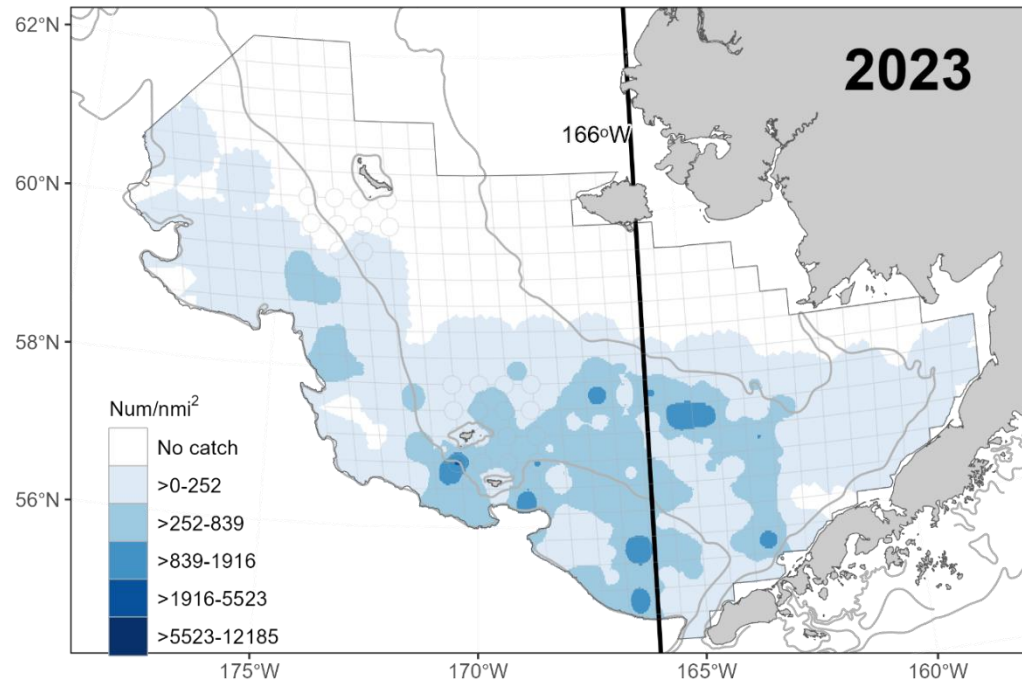 62°N
2023
166°W
60°N
58°N
Num/nmi²
No catch
>0-252
>252-839
56°N
>839-1916
>1916-5523
>5523-12185
175°W 170°W 165°W 160°W